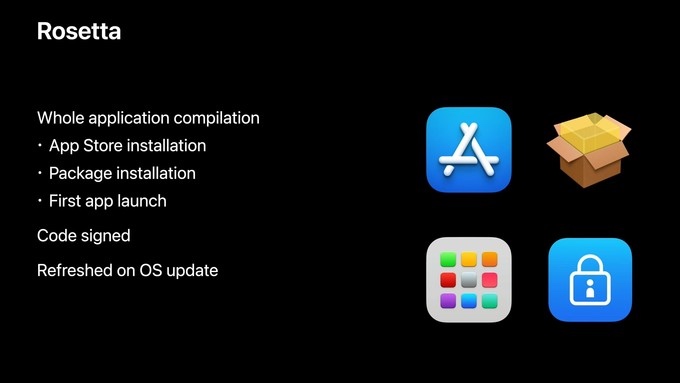 Rosetta
Whole application compilation
· App Store installation
· Package installation
· First app launch
Code signed
Refreshed on OS update